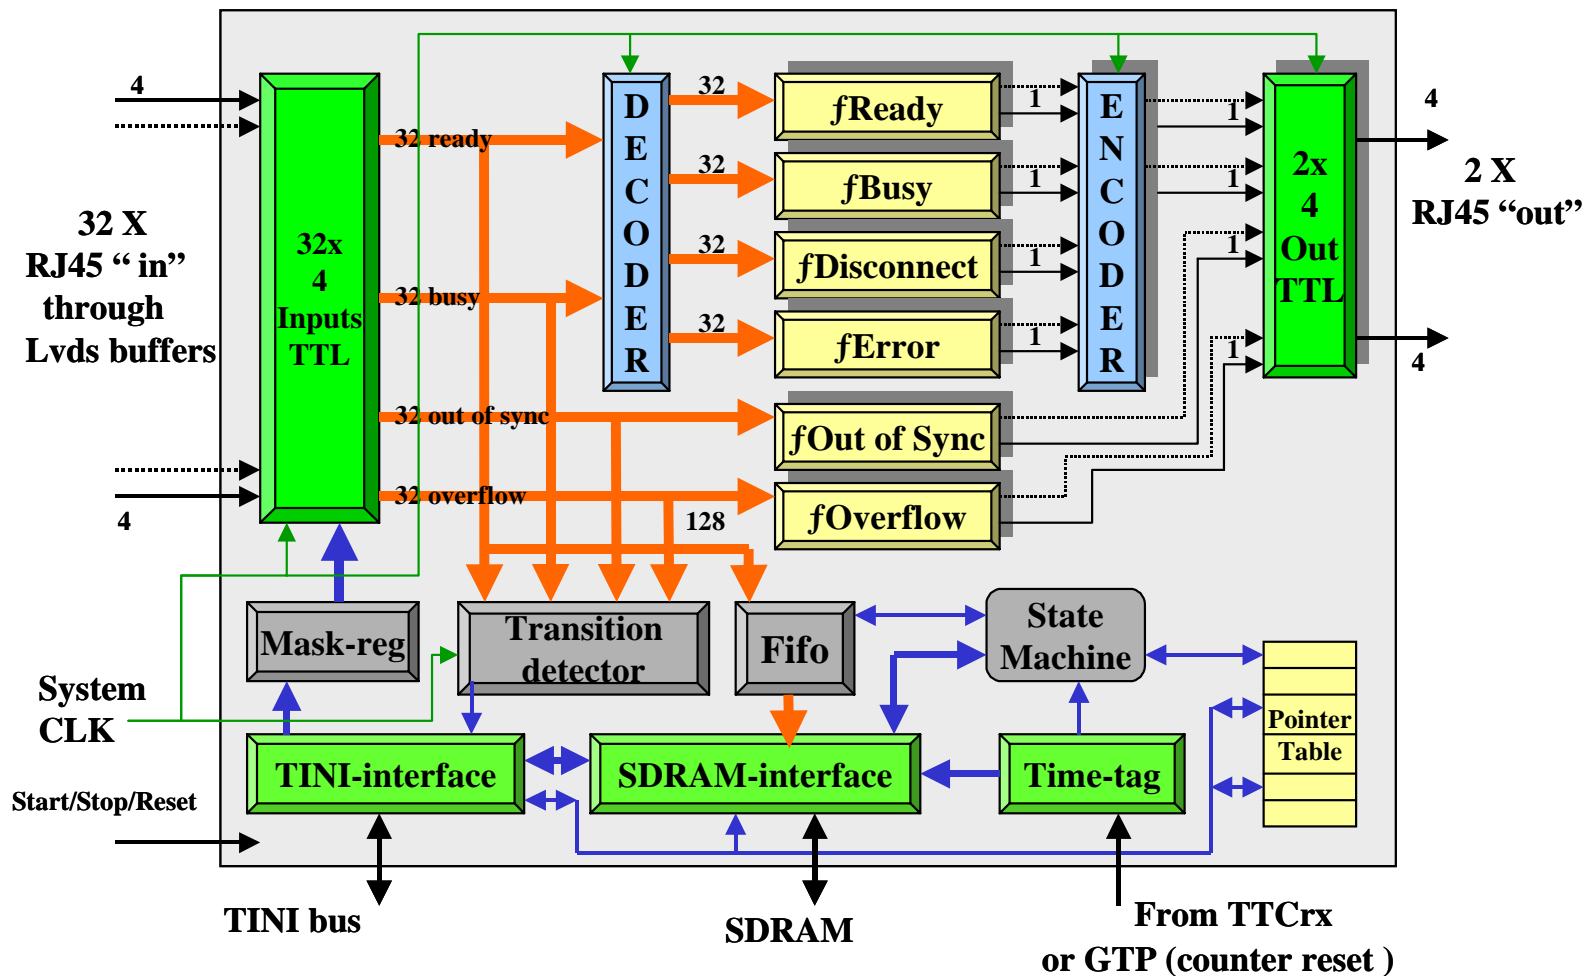 4
32 X
RJ45 “ in”
through
Lvds buffers
4
32x
4
Inputs
TTL
32 ready
32 busy
32 out of sync
32 overflow
128
D
E
C
O
D
E
R
32
32
32
32
ƒReady
ƒBusy
ƒDisconnect
ƒError
ƒOut of Sync
ƒOverflow
1
1
1
1
E
N
C
O
D
E
R
1
1
1
1
2x
4
Out
TTL
4
2 X
RJ45 “out”
4
Mask-reg
Transition
detector
Fifo
State
Machine
Pointer
Table
System
CLK
Start/Stop/Reset
TINI-interface
SDRAM-interface
Time-tag
TINI bus
SDRAM
From TTCrx
or GTP (counter reset )